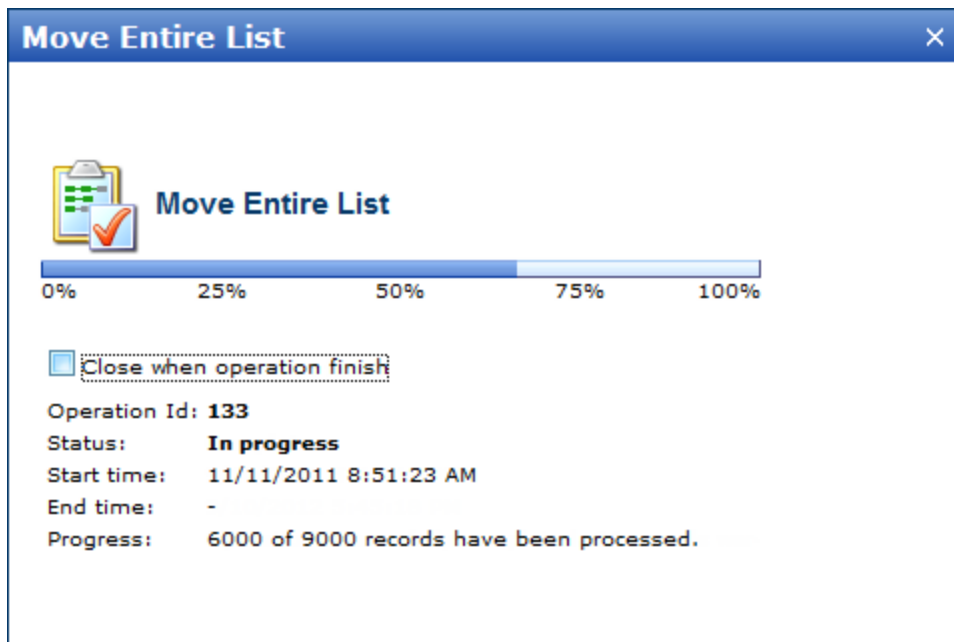 Move Entire List
Move Entire List
0% 25% 50% 75% 100%
Close when operation finish
Operation Id: 133
Status: In progress
Start time: 11/11/2011 8:51:23 AM
End time: -
Progress: 6000 of 9000 records have been processed.